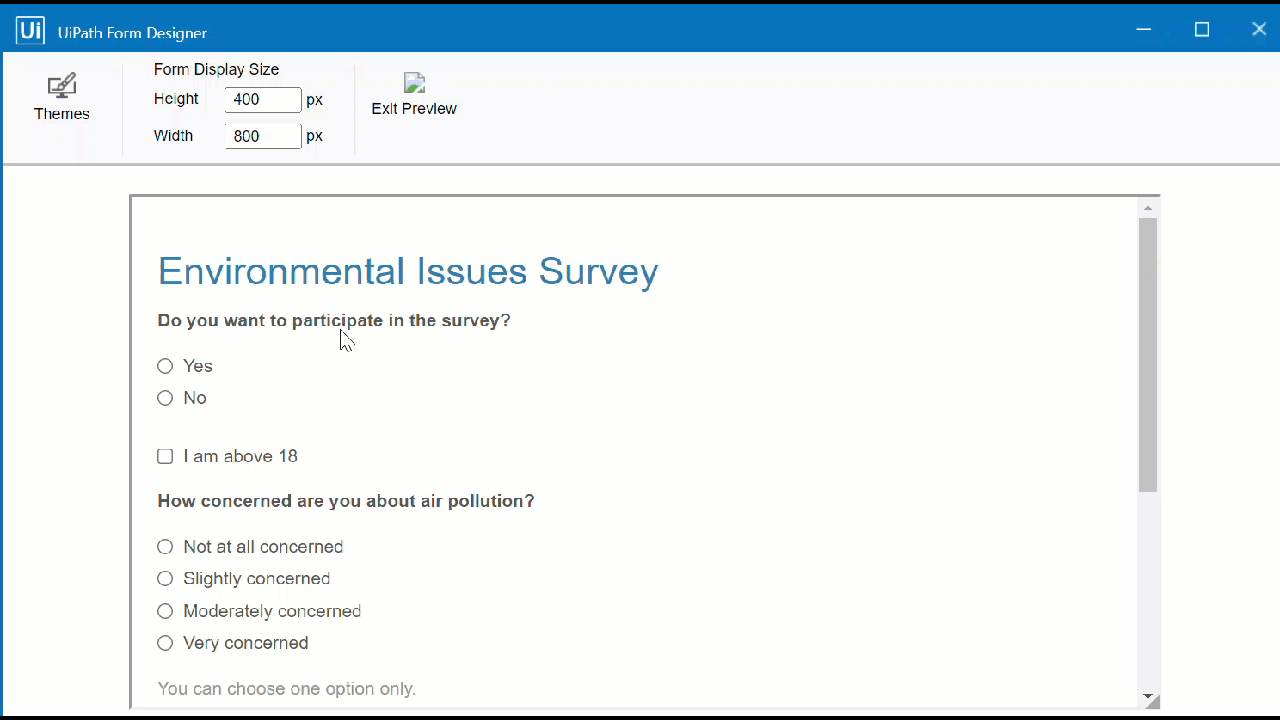 Ui UiPath Form Designer
Themes
Form Display Size
Height 400 px
Width 800 px
Exit Preview
Environmental Issues Survey
Do you want to participate in the survey?
Yes
No
I am above 18
How concerned are you about air pollution?
Not at all concerned
Slightly concerned
Moderately concerned
Very concerned
You can choose one option only.